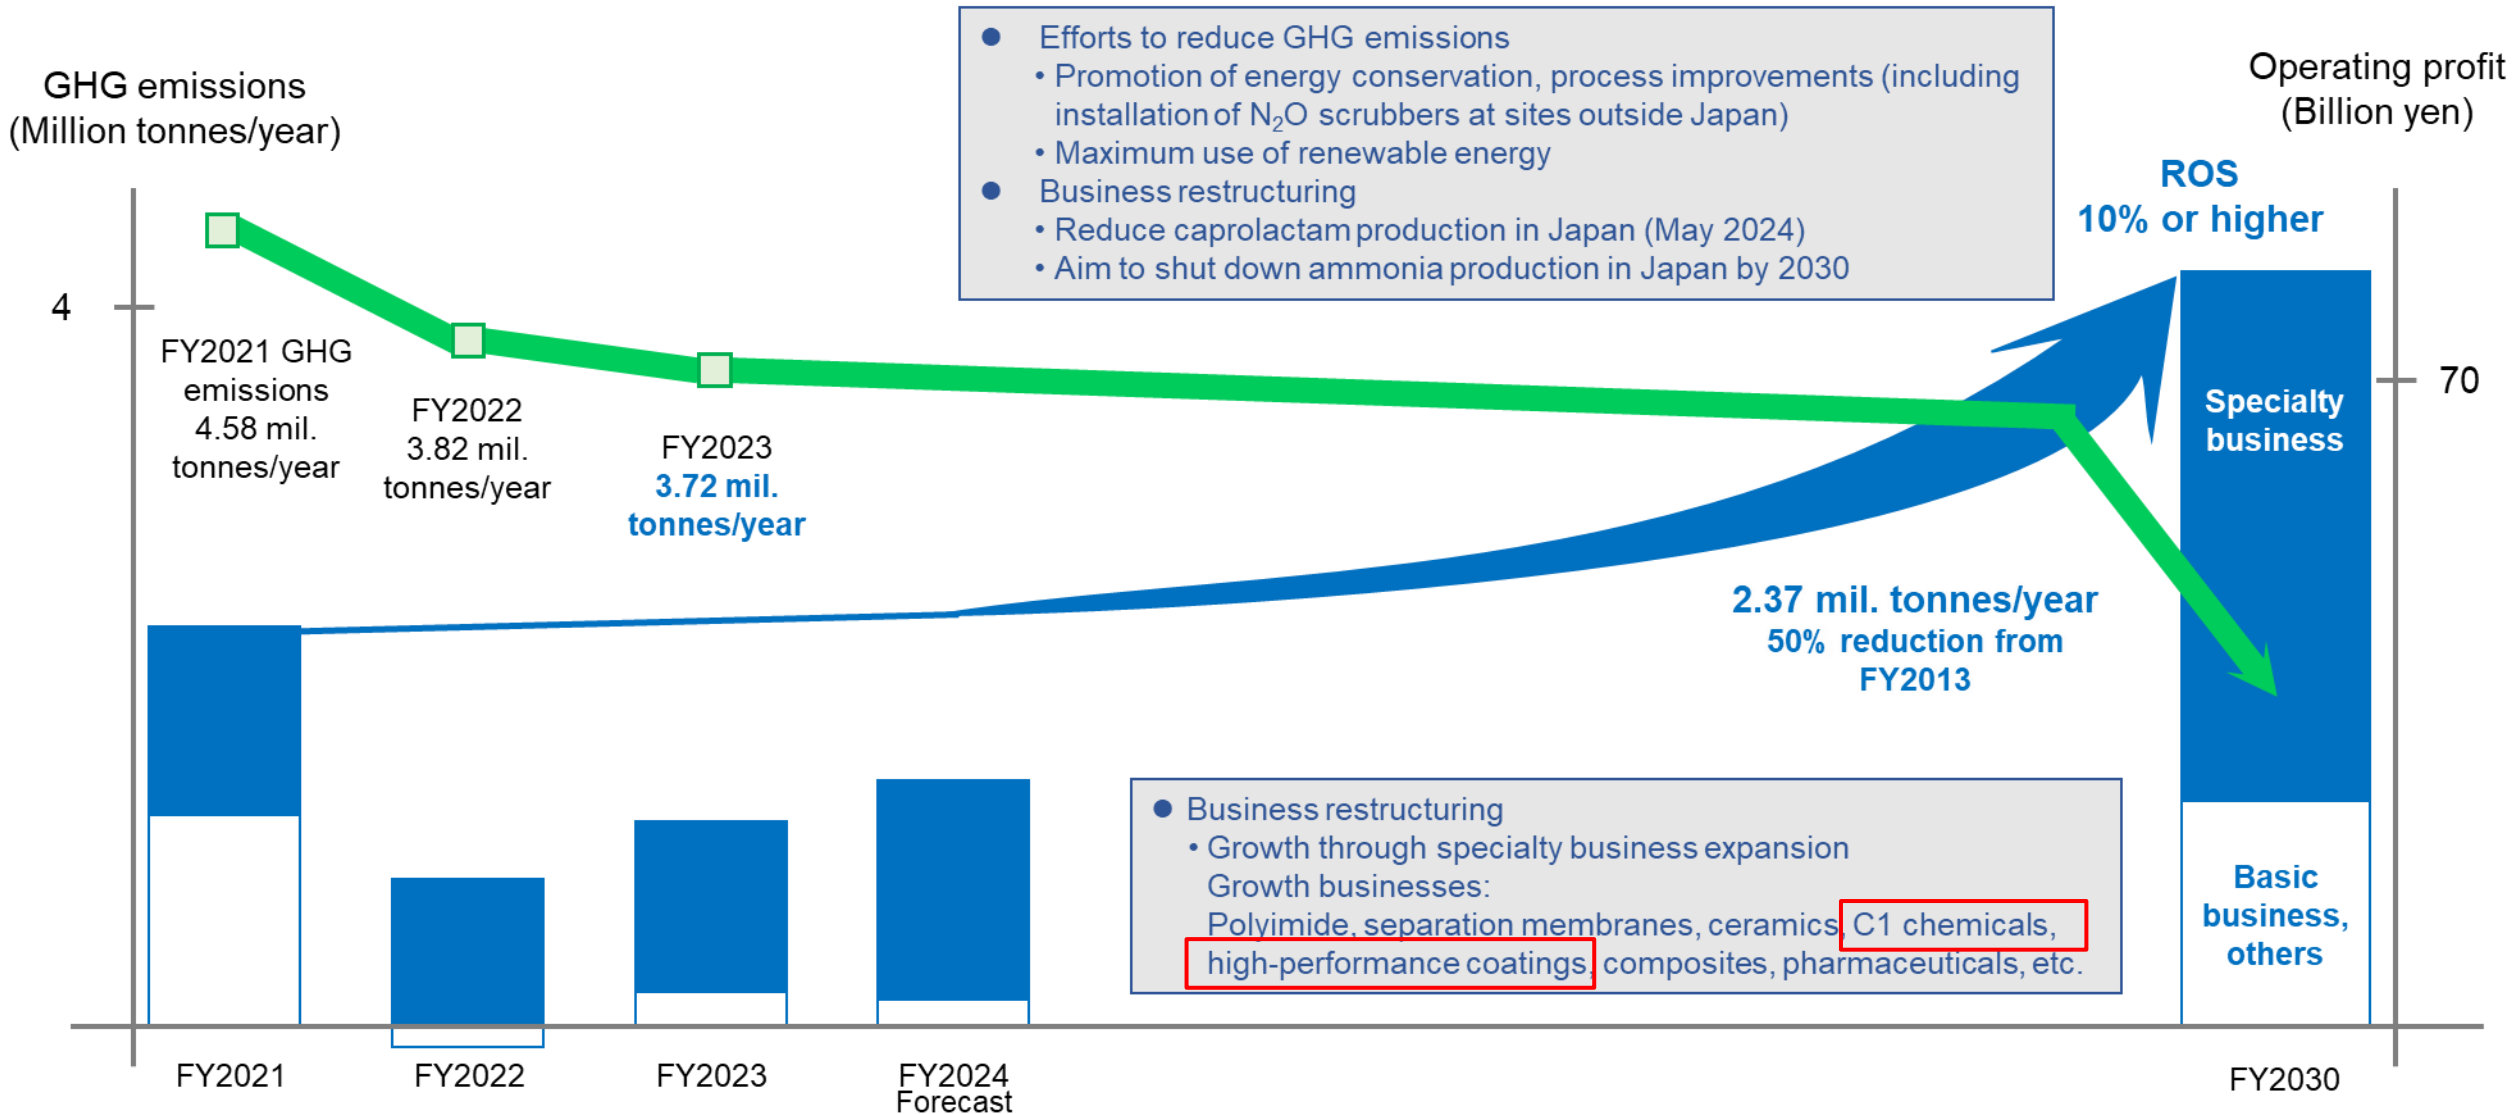 GHG emissions
(Million tonnes/year)
● Efforts to reduce GHG emissions
• Promotion of energy conservation, process improvements (including
installation of N₂O scrubbers at sites outside Japan)
• Maximum use of renewable energy
● Business restructuring
• Reduce caprolactam production in Japan (May 2024)
• Aim to shut down ammonia production in Japan by 2030
Operating profit
(Billion yen)
ROS
10% or higher
4
70
FY2021 GHG
emissions
4.58 mil.
tonnes/year
FY2022
3.82 mil.
tonnes/year
FY2023
3.72 mil.
tonnes/year
Specialty
business
2.37 mil. tonnes/year
50% reduction from
FY2013
● Business restructuring
• Growth through specialty business expansion
Growth businesses:
Polyimide, separation membranes, ceramics, C1 chemicals,
high-performance coatings, composites, pharmaceuticals, etc.
Basic
business,
others
FY2021
FY2022
FY2023
FY2024
Forecast
FY2030